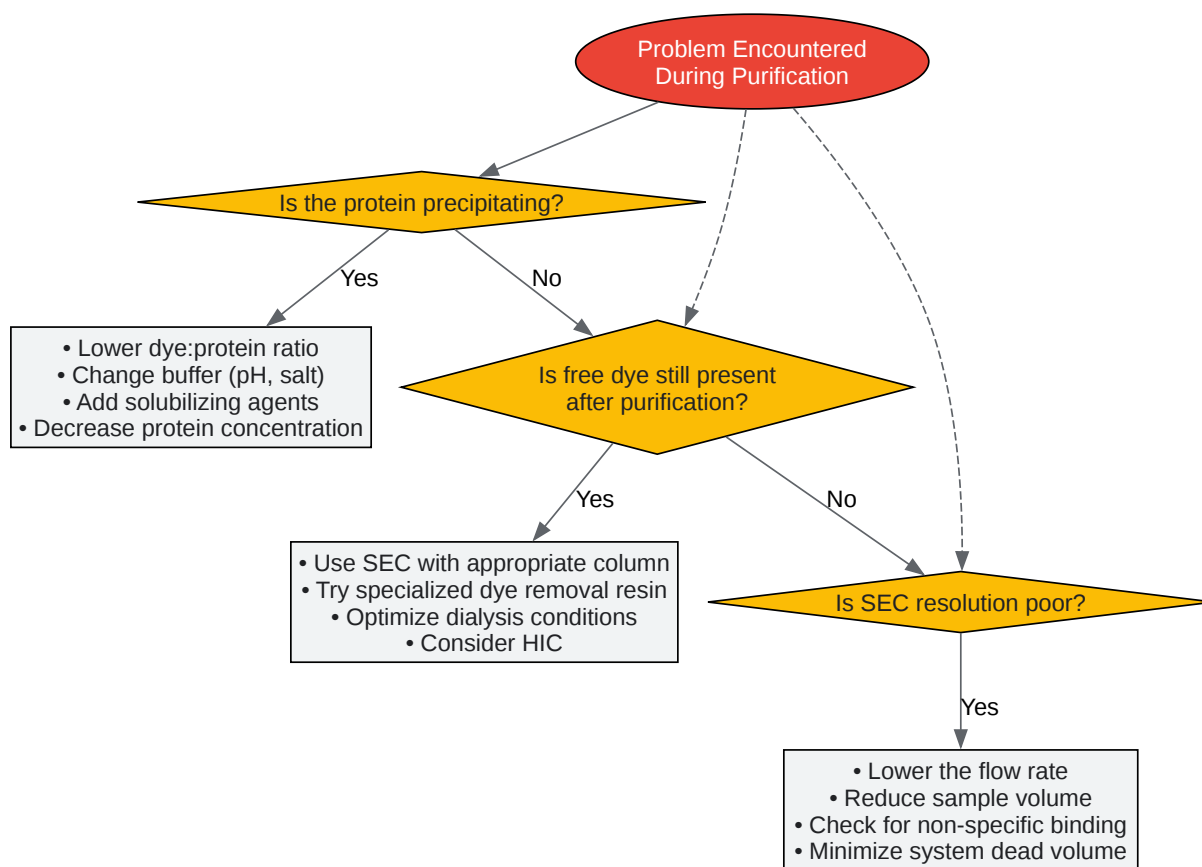 Problem Encountered
During Purification
Is the protein precipitating?
Yes
No
• Lower dye:protein ratio
• Change buffer (pH, salt)
• Add solubilizing agents
• Decrease protein concentration
Is free dye still present
after purification?
Yes
No
• Use SEC with appropriate column
• Try specialized dye removal resin
• Optimize dialysis conditions
• Consider HIC
Is SEC resolution poor?
Yes
• Lower the flow rate
• Reduce sample volume
• Check for non-specific binding
• Minimize system dead volume